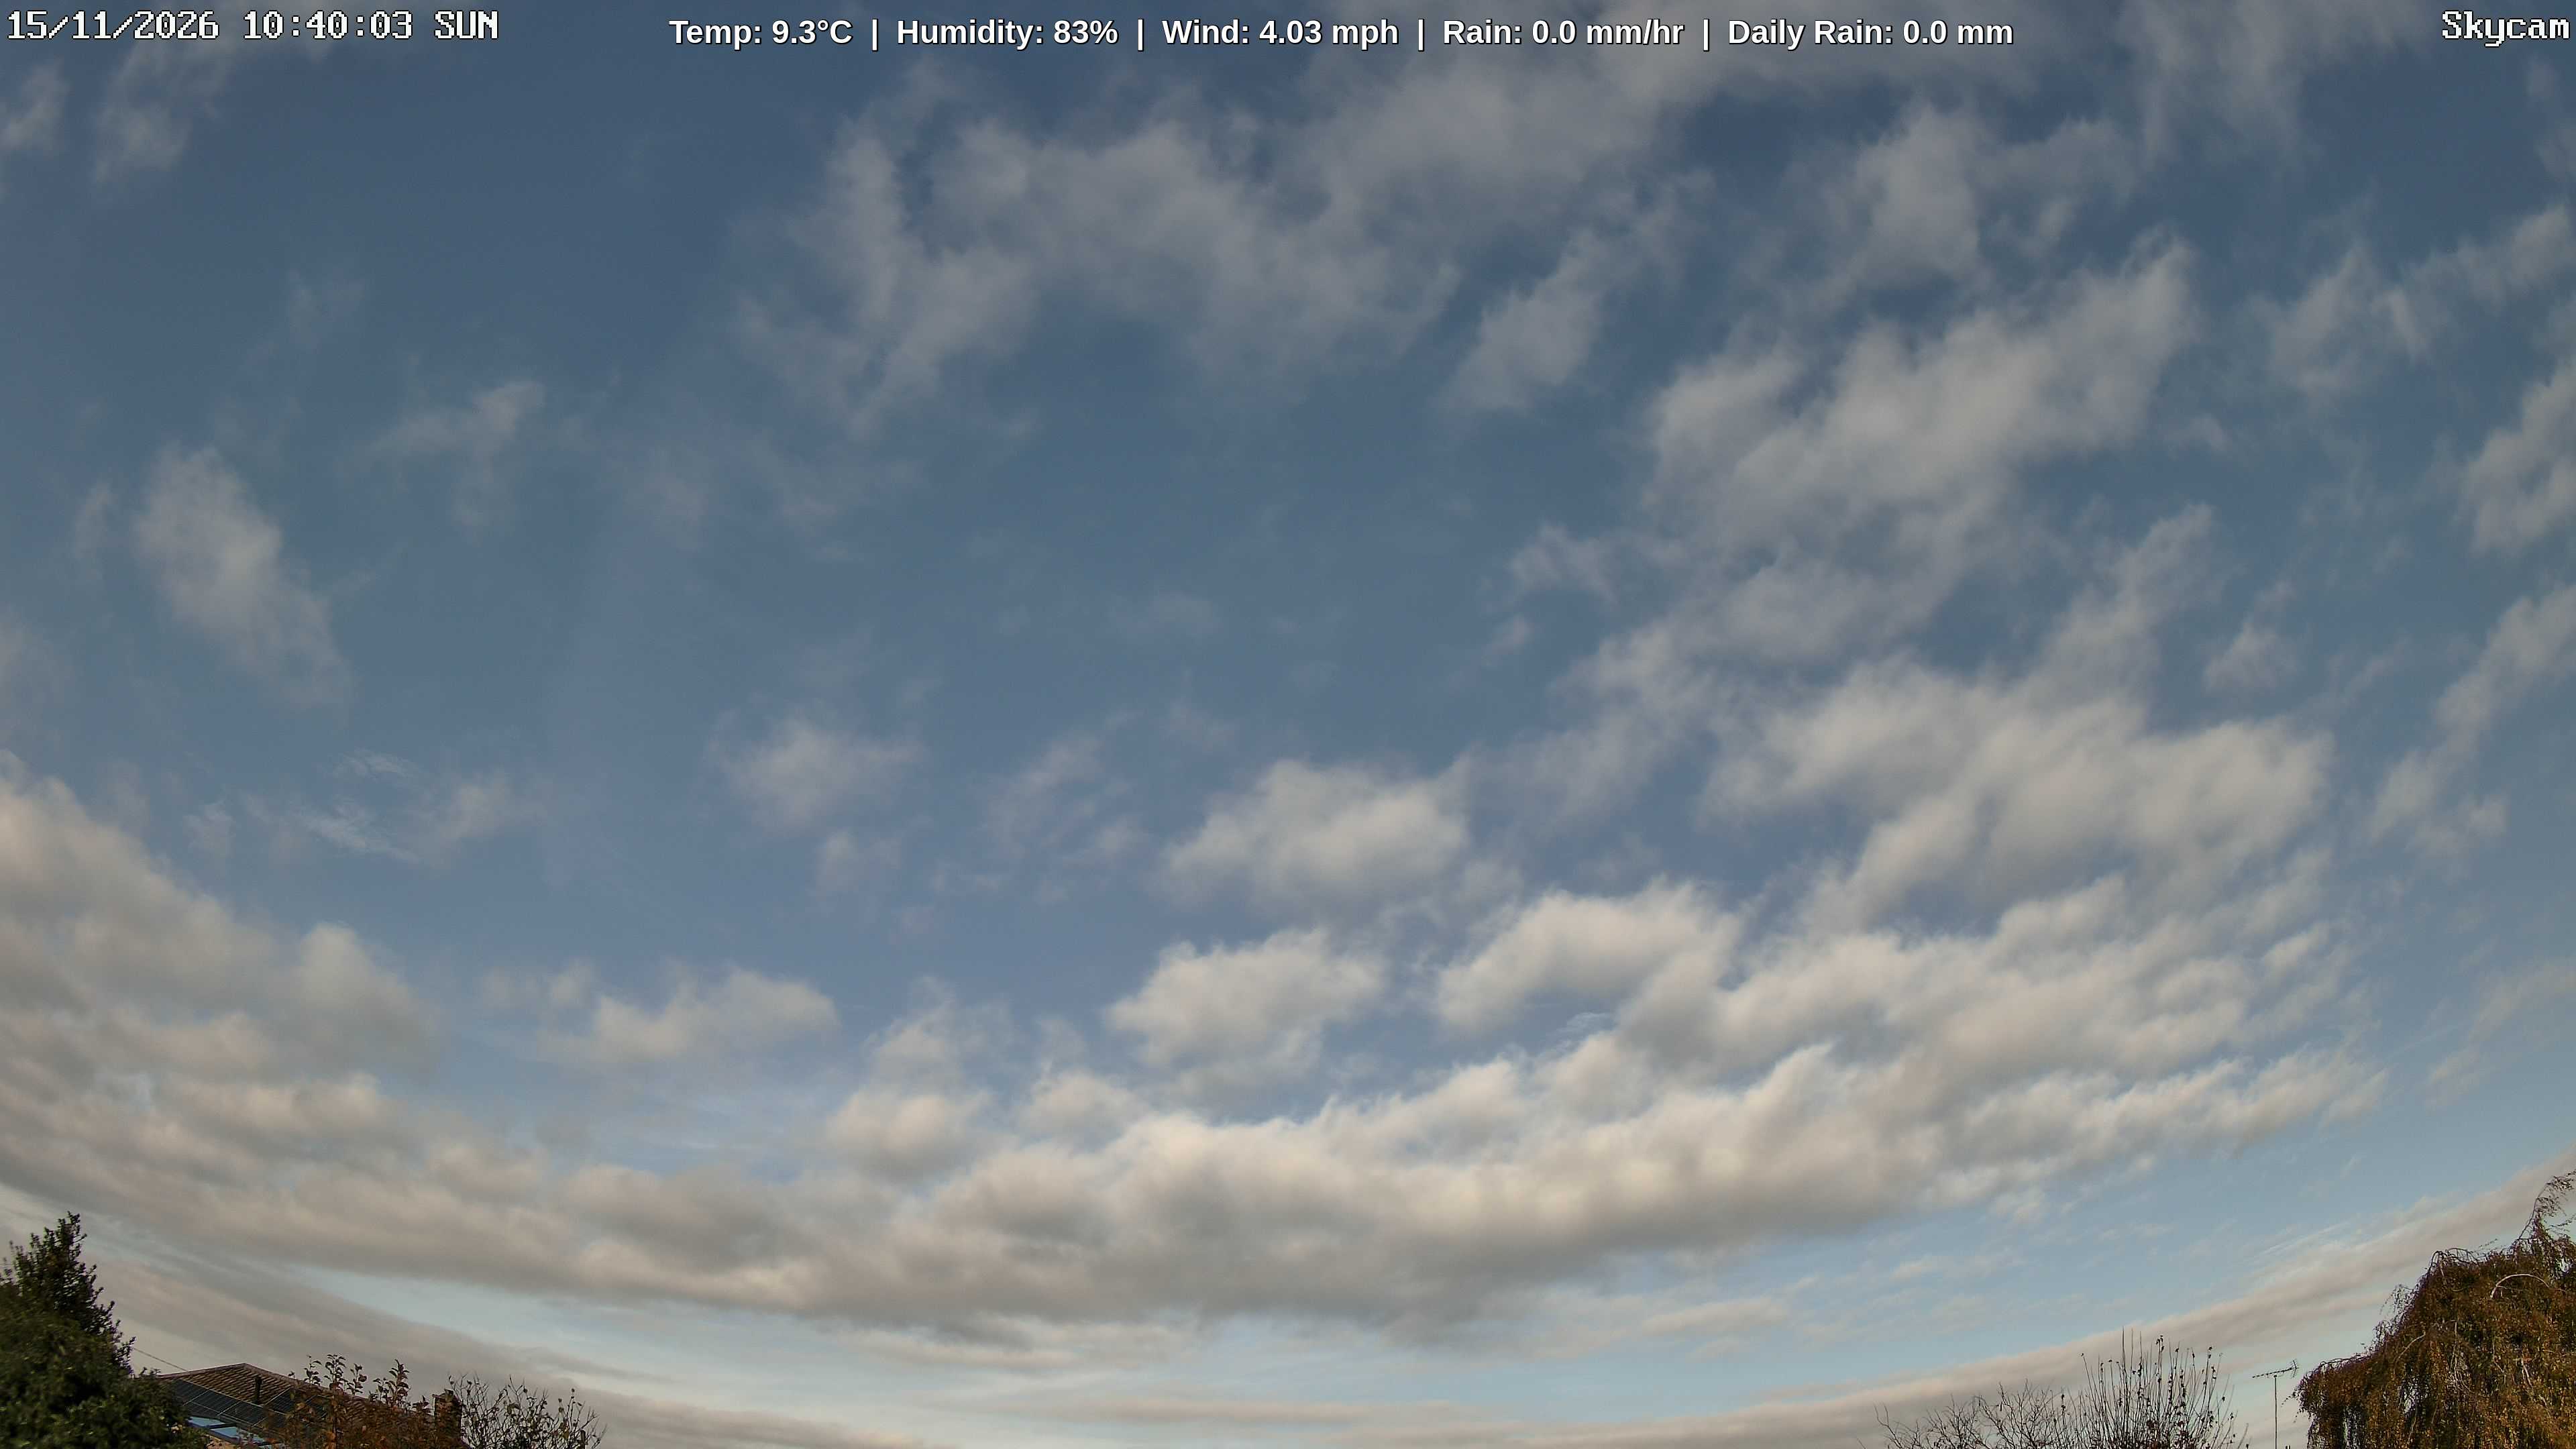 15/11/2026 10:40:03 SUN
Temp: 9.3°C | Humidity: 83% | Wind: 4.03 mph | Rain: 0.0 mm/hr | Daily Rain: 0.0 mm
Skycam